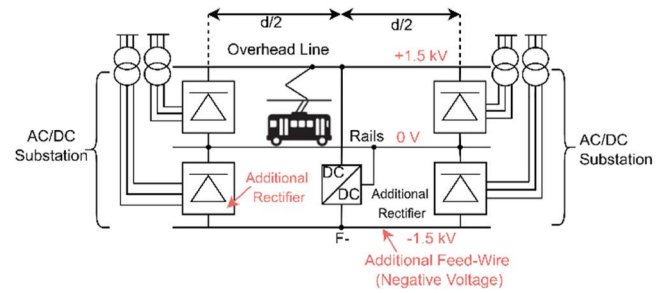 d/2
d/2
Overhead Line
+1.5 kV
AC/DC
Substation
Rails
0 V
AC/DC
Substation
Additional
Rectifier
DC
DC
Additional
Rectifier
F-
-1.5 kV
Additional Feed-Wire
(Negative Voltage)